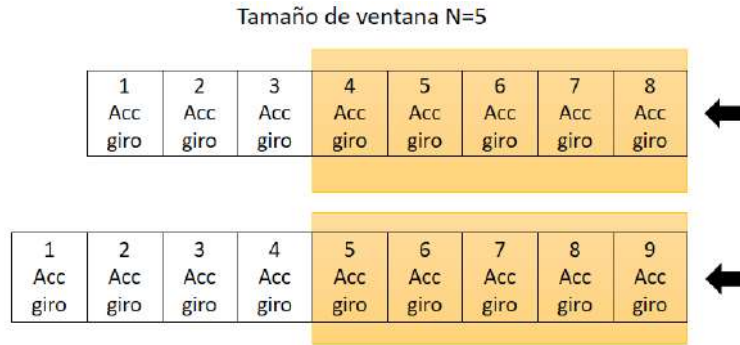 Tamaño de ventana N=5
1 2 3 4 5 6 7 8
Acc Acc Acc Acc Acc Acc Acc Acc
giro giro giro giro giro giro giro giro
1 2 3 4 5 6 7 8 9
Acc Acc Acc Acc Acc Acc Acc Acc Acc
giro giro giro giro giro giro giro giro giro